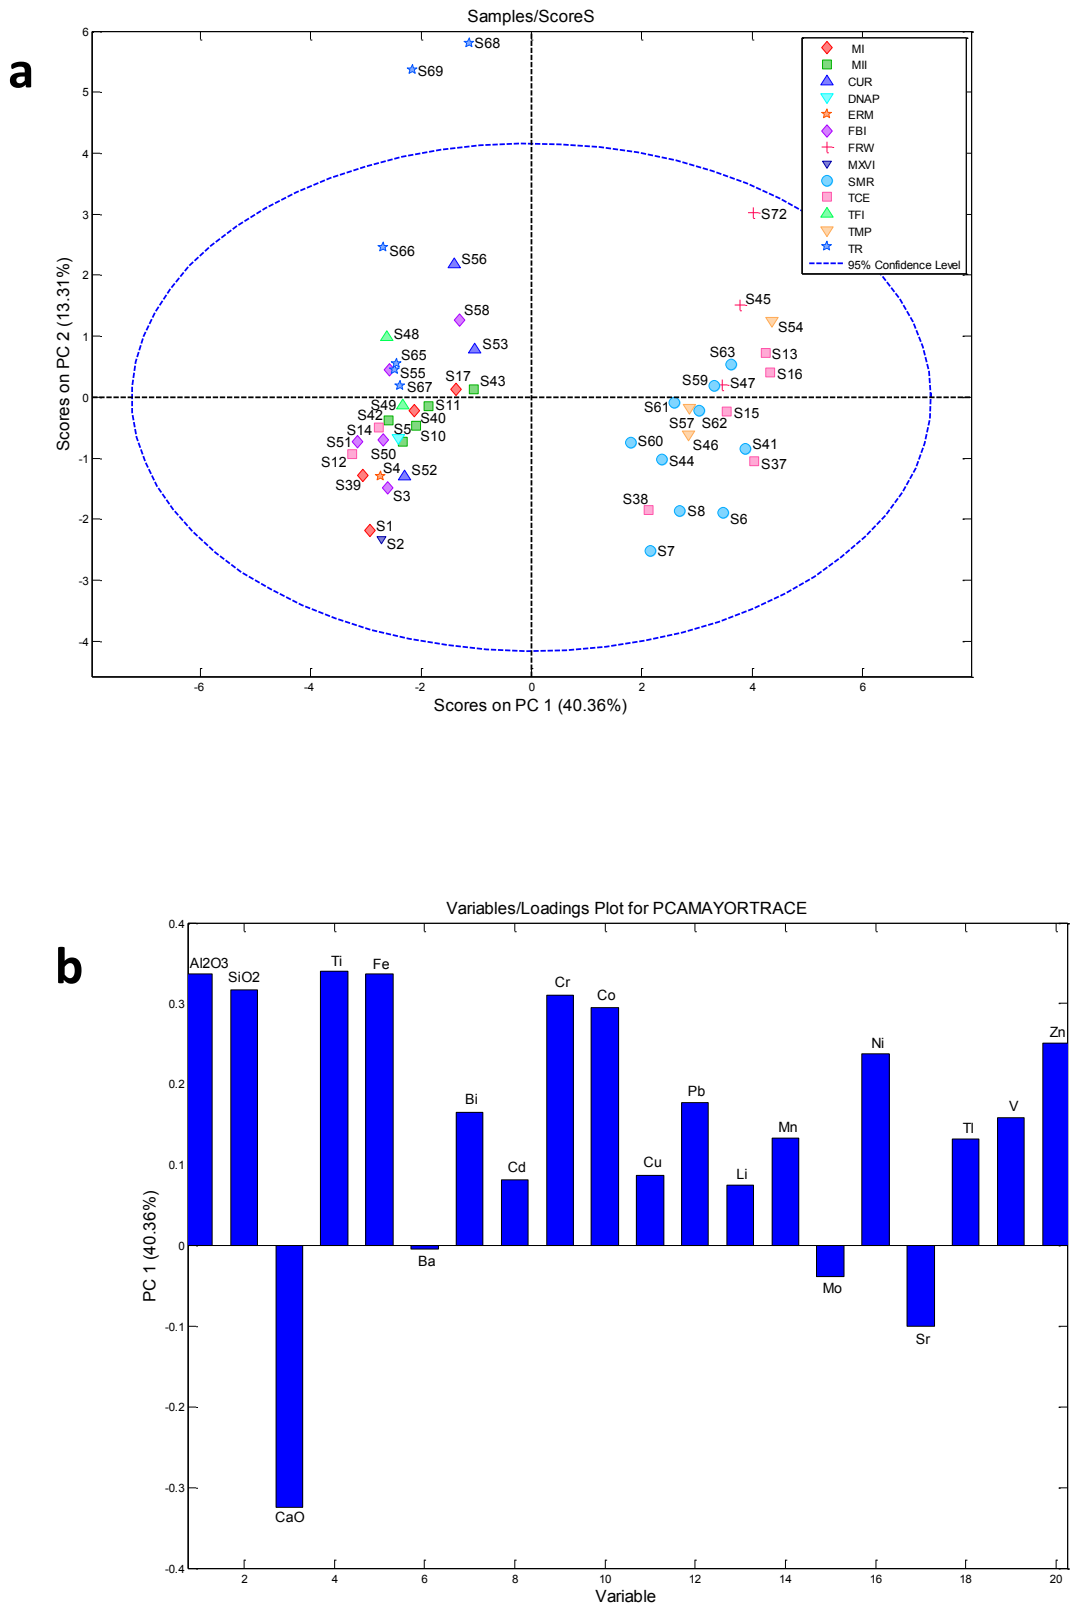 a
Samples/ScoreS
6
5
4
3
2
1
0
-1
-2
-3
-4
Scores on PC 2 (13.31%)
-6
-4
-2
0
2
4
6
Scores on PC 1 (40.36%)
MI
MII
CUR
DNAP
ERM
FBI
FRW
MXVI
SMR
TCE
TFI
TMP
TR
95% Confidence Level
S68
S69
S72
S66
S56
S45
S58
S54
S48
S53
S63
S13
S65
S55
S17
S43
S59
S47
S16
S67
S49
S11
S61
S15
S42
S40
S57
S62
S14
S5
S10
S51
S50
S60
S46
S41
S12
S4
S52
S44
S37
S39
S3
S38
S8
S6
S1
S2
S7
b
Variables/Loadings Plot for PCAMAYORTRACE
0.4
0.3
0.2
0.1
0
-0.1
-0.2
-0.3
-0.4
PC 1 (40.36%)
Al2O3
SiO2
CaO
Ti
Fe
Ba
Bi
Cd
Cr
Co
Cu
Pb
Li
Mn
Mo
Ni
Sr
Tl
V
Zn
2
4
6
8
10
12
14
16
18
20
Variable